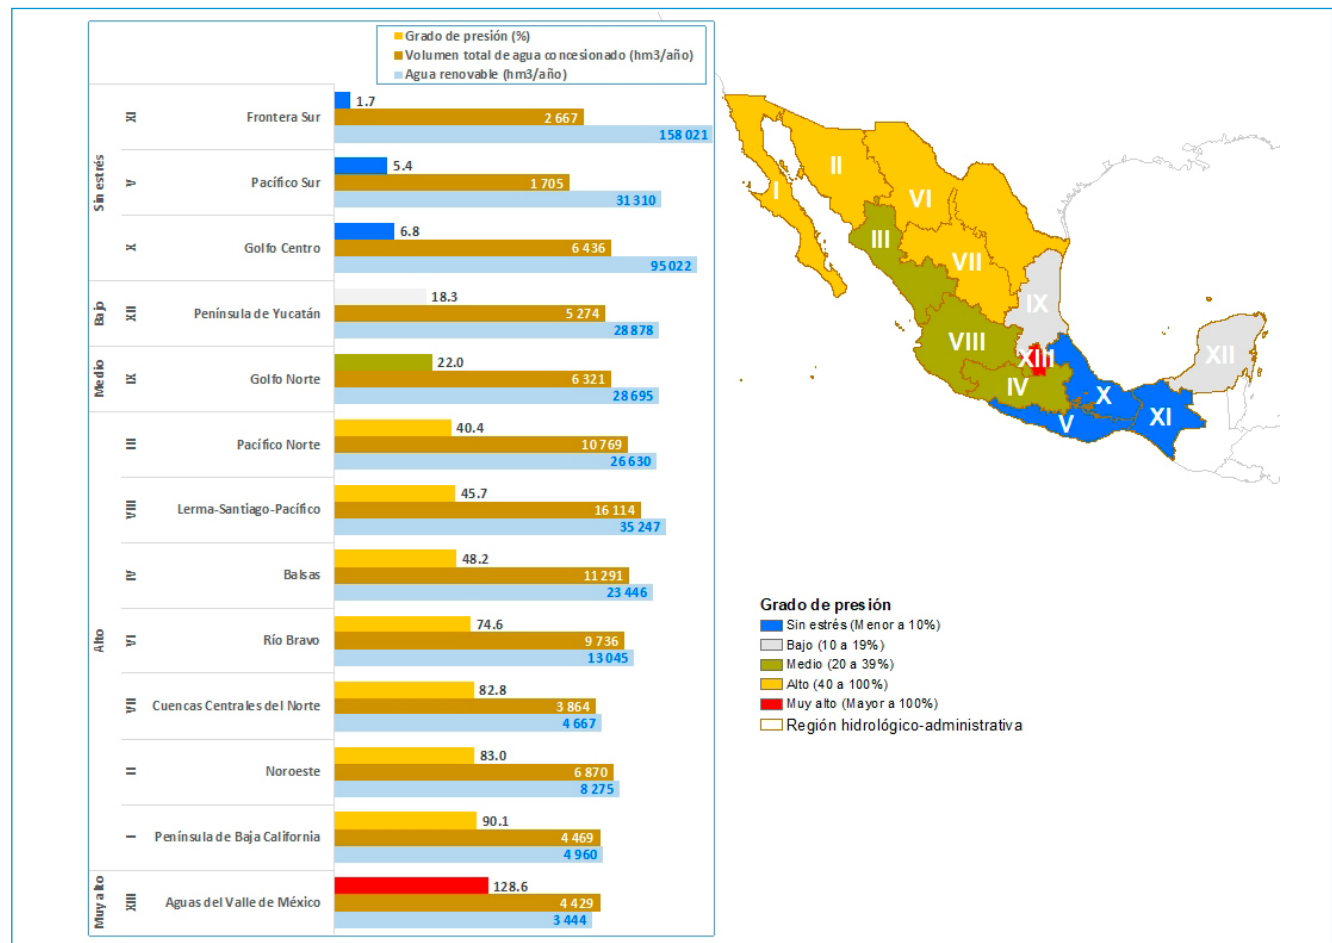 Grado de presión (%)
Volumen total de agua concesionado (hm3/año)
Agua renovable (hm3/año)
Sin estrés
XI Frontera Sur 1.7
2 667
158 021
V Pacífico Sur 5.4
1 705
31 310
X Golfo Centro 6.8
6 436
95 022
Bajo
XII Península de Yucatán 18.3
5 274
28 878
Medio
IX Golfo Norte 22.0
6 321
28 695
Alto
III Pacífico Norte 40.4
10 769
26 630
VIII Lerma-Santiago-Pacífico 45.7
16 114
35 247
IV Balsas 48.2
11 291
23 446
VI Río Bravo 74.6
9 736
13 045
VII Cuencas Centrales del Norte 82.8
3 864
4 667
II Noroeste 83.0
6 870
8 275
I Península de Baja California 90.1
4 469
4 960
Muy alto
XIII Aguas del Valle de México 128.6
4 429
3 444
I
II
VI
III
VII
IX
VIII
XIII
XII
IV
X
V
XI
Grado de presión
Sin estrés (Menor a 10%)
Bajo (10 a 19%)
Medio (20 a 39%)
Alto (40 a 100%)
Muy alto (Mayor a 100%)
Región hidrológico-administrativa